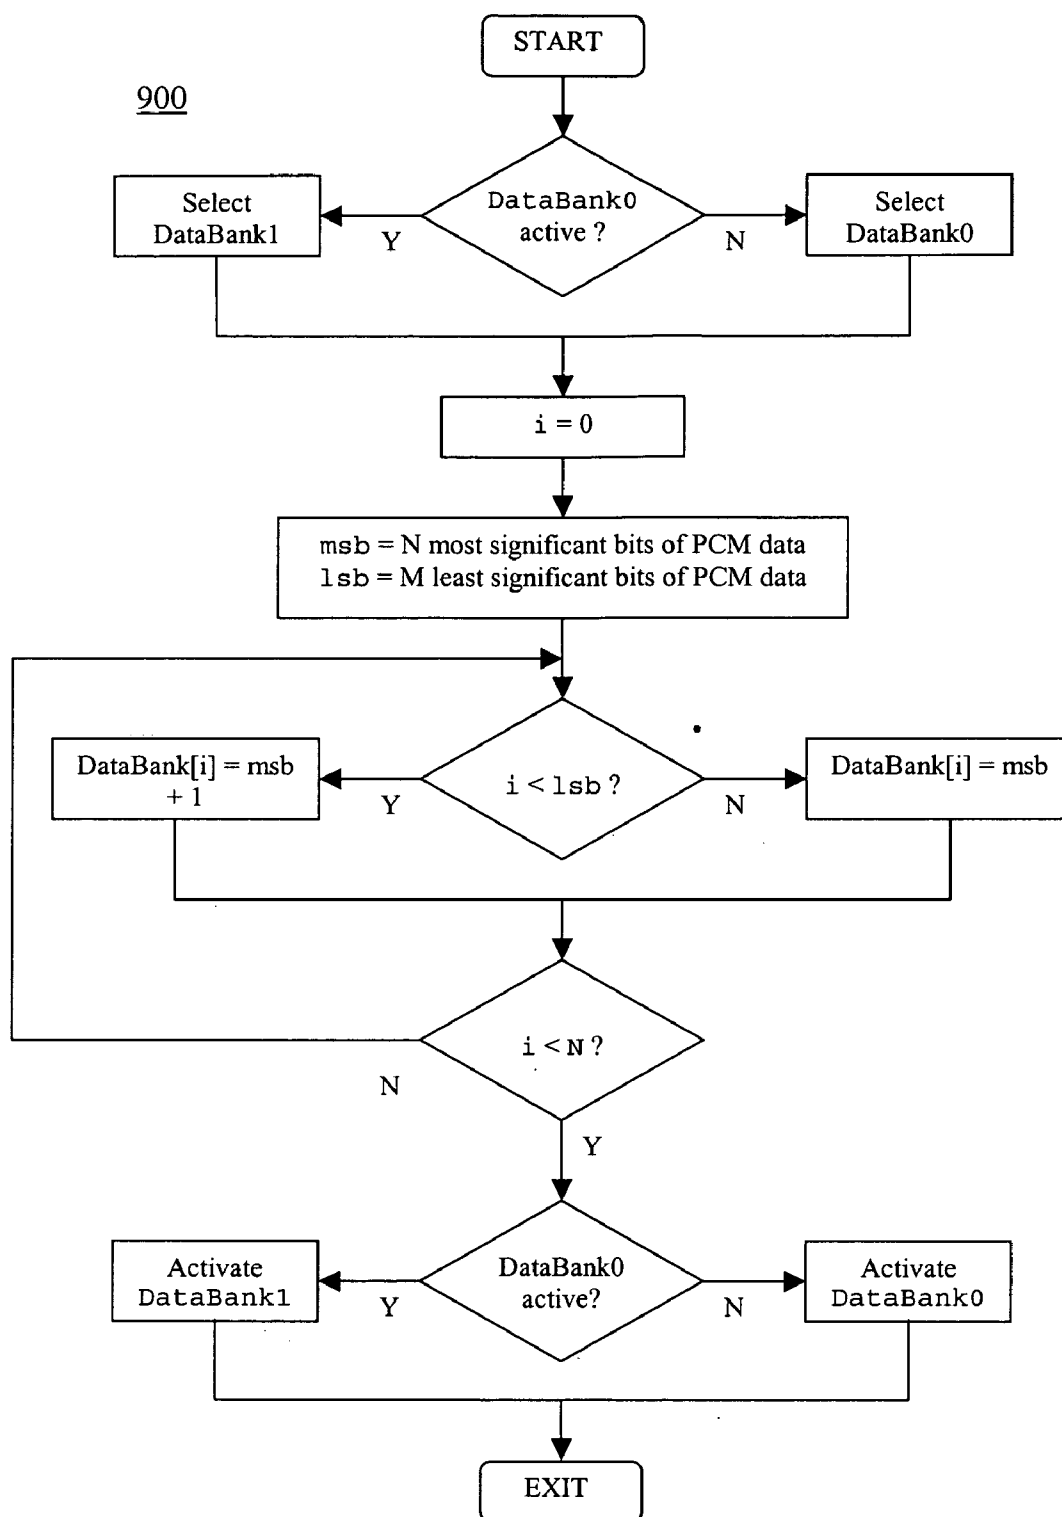 START
900
DataBank0
active ?
Select
DataBank1
Y
N
Select
DataBank0
i = 0
msb = N most significant bits of PCM data
lsb = M least significant bits of PCM data
DataBank[i] = msb
+ 1
Y
i < lsb ?
N
DataBank[i] = msb
i < N ?
N
Y
Activate
DataBank1
Y
DataBank0
active?
N
Activate
DataBank0
EXIT